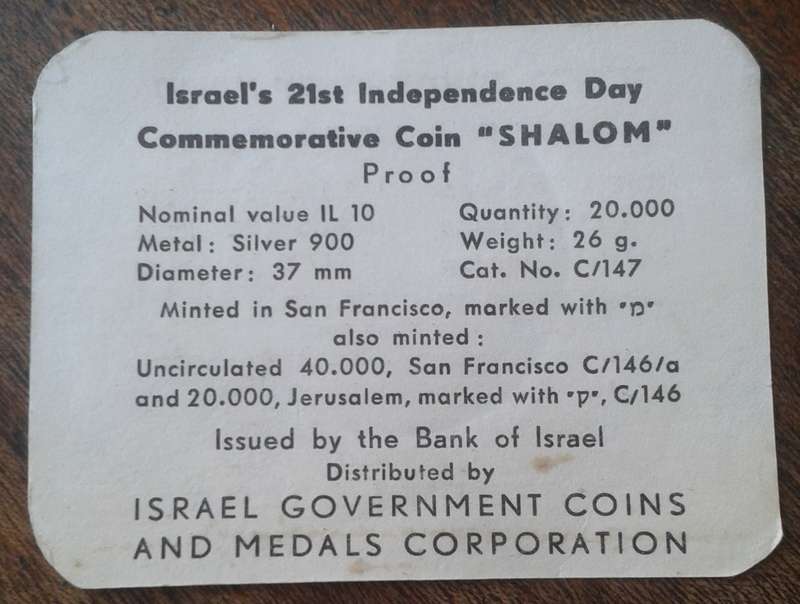 Israel's 21st Independence Day
Commemorative Coin "SHALOM"
Proof
Nominal value IL 10 Quantity: 20.000
Metal: Silver 900 Weight: 26 g.
Diameter: 37 mm Cat. No. C/147
Minted in San Francisco, marked with "מ"
also minted:
Uncirculated 40.000, San Francisco C/146/a
and 20.000, Jerusalem, marked with "ק", C/146
Issued by the Bank of Israel
Distributed by
ISRAEL GOVERNMENT COINS
AND MEDALS CORPORATION